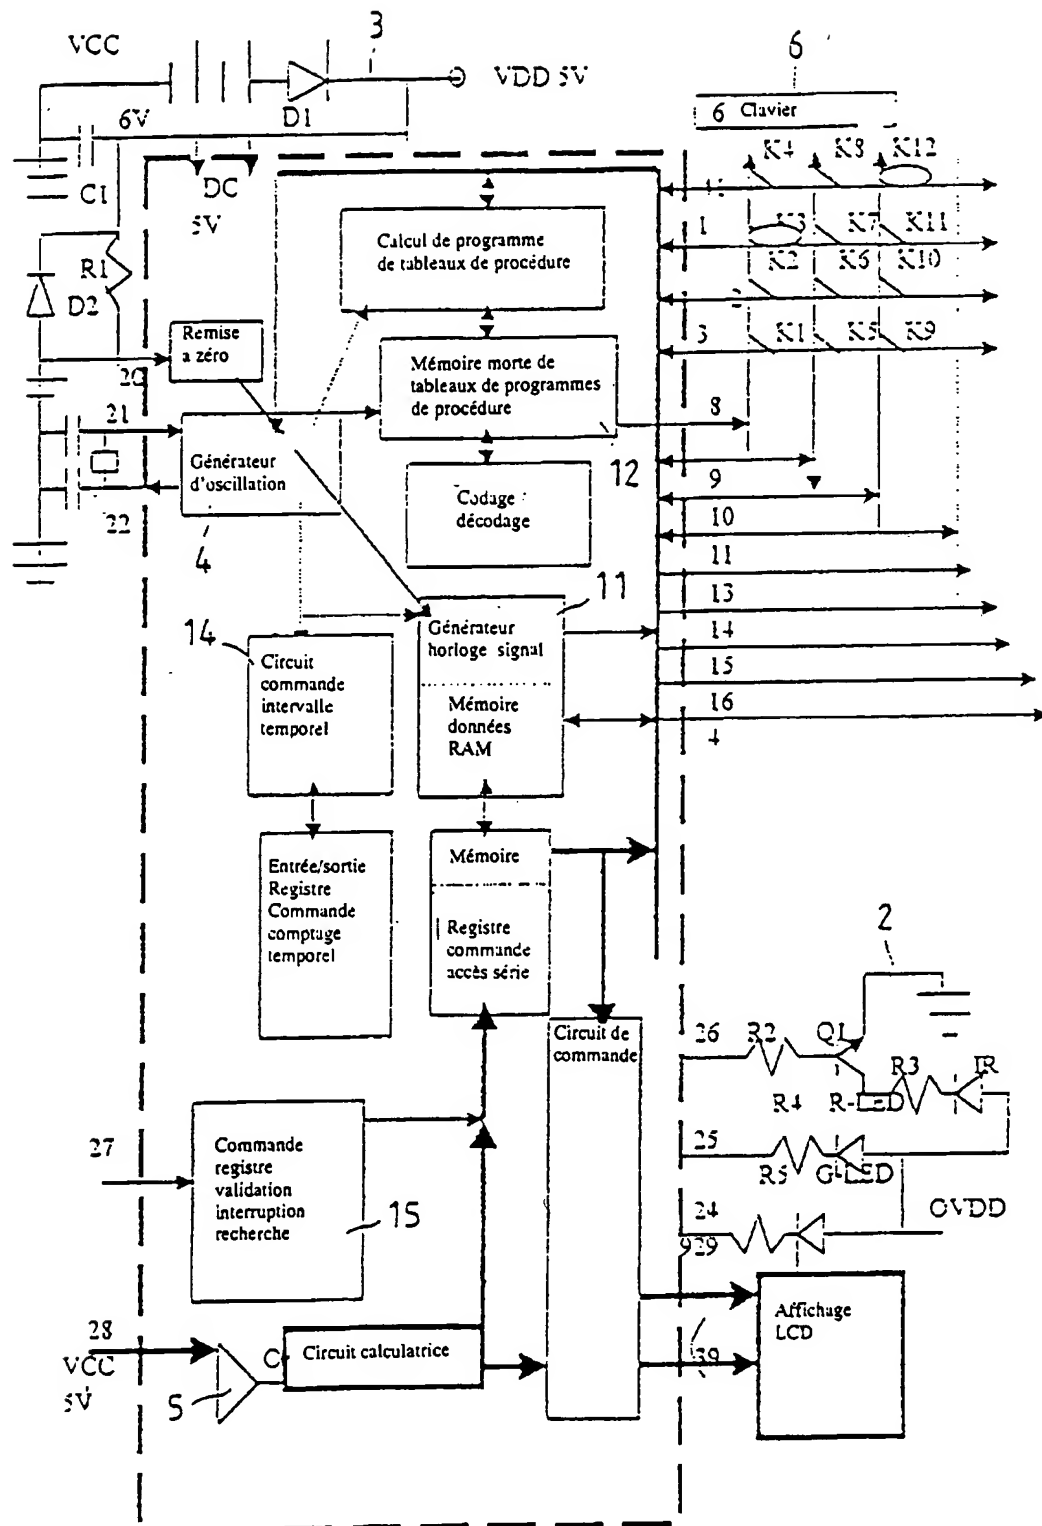 3
6
VCC
VDD 5V
6V
D1
6 Clavier
C1
DC
5V
K4 K8 K12
1
K3 K7 K11
K2 K6 K10
R1
D2
Calcul de programme
de tableaux de procédure
Remise
a zéro
3
K1 K5 K9
Mémoire morte de
tableaux de programmes
de procédure
20
21
8
12
9
Générateur
d'oscillation
Codage
décodage
22
10
4
11
11
13
14
Générateur
horloge signal
14
Circuit
commande
intervalle
temporel
15
Mémoire
données
RAM
16
4
Mémoire
Entrée/sortie
Registre
Commande
comptage
temporel
Registre
commande
accès série
2
Circuit de
commande
26 R2 Q1
R3 IR
R4 R-LED
27
25
Commande
registre
validation
interruption
recherche
R5 G-LED
15
24
OVDD
929
Affichage
LCD
28
VCC
5V
C
Circuit calculatrice
39
5